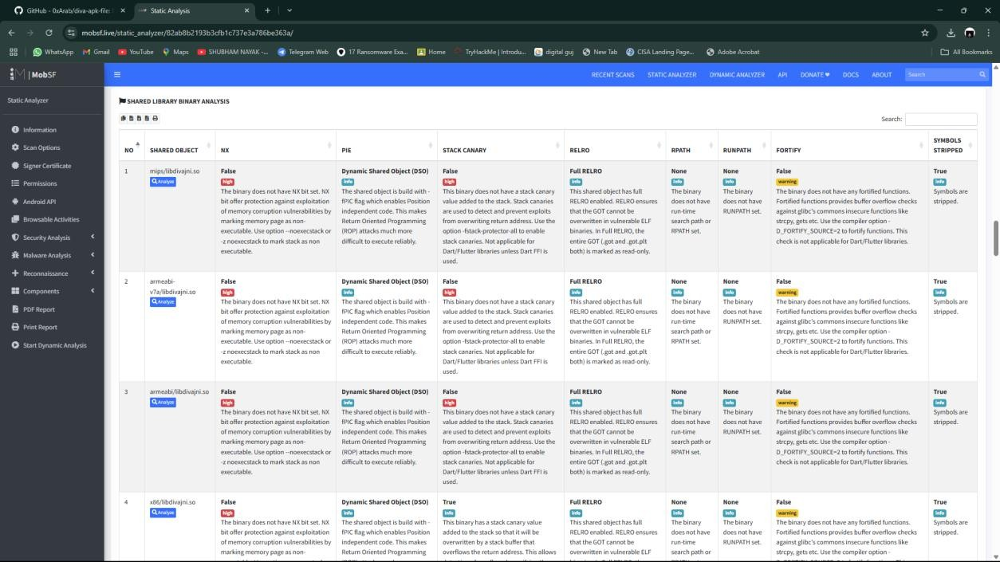 GitHub - 0xArab/diva-apk-file:
Static Analysis
mobsf.live/static_analyzer/82ab8b2193b3cfb1c737e3a786be363a/
WhatsApp
Gmail
YouTube
Maps
SHUBHAM NAYAK -...
Telegram Web
17 Ransomware Exa...
Home
TryHackMe | Introdu...
digital guj
New Tab
CISA Landing Page...
Adobe Acrobat
All Bookmarks
MobSF
RECENT SCANS
STATIC ANALYZER
DYNAMIC ANALYZER
API
DONATE ♥
DOCS
ABOUT
Search
Static Analyzer
Information
Scan Options
Signer Certificate
Permissions
Android API
Browsable Activities
Security Analysis
Malware Analysis
Reconnaissance
Components
PDF Report
Print Report
Start Dynamic Analysis
SHARED LIBRARY BINARY ANALYSIS
Search:
NO
SHARED OBJECT
NX
PIE
STACK CANARY
RELRO
RPATH
RUNPATH
FORTIFY
SYMBOLS
STRIPPED
1
mips/libdivajni.so
Analyze
False
high
The binary does not have NX bit set. NX
bit offer protection against exploitation
of memory corruption vulnerabilities by
marking memory page as non-
executable. Use option --noexecstack or
-z noexecstack to mark stack as non
executable.
Dynamic Shared Object (DSO)
info
The shared object is build with -
fPIC flag which enables Position
independent code. This makes
Return Oriented Programming
(ROP) attacks much more
difficult to execute reliably.
False
high
This binary does not have a stack canary
value added to the stack. Stack canaries
are used to detect and prevent exploits
from overwriting return address. Use the
option -fstack-protector-all to enable
stack canaries. Not applicable for
Dart/Flutter libraries unless Dart FFI is
used.
Full RELRO
info
This shared object has full
RELRO enabled. RELRO ensures
that the GOT cannot be
overwritten in vulnerable ELF
binaries. In Full RELRO, the
entire GOT (.got and .got.plt
both) is marked as read-only.
None
info
The binary
does not have
run-time
search path or
RPATH set.
None
info
The binary
does not have
RUNPATH set.
False
warning
The binary does not have any fortified functions.
Fortified functions provides buffer overflow checks
against glibc's commons insecure functions like
strcpy, gets etc. Use the compiler option -
D_FORTIFY_SOURCE=2 to fortify functions. This
check is not applicable for Dart/Flutter libraries.
True
info
Symbols are
stripped.
2
armeabi-
v7a/libdivajni.so
Analyze
False
high
The binary does not have NX bit set. NX
bit offer protection against exploitation
of memory corruption vulnerabilities by
marking memory page as non-
executable. Use option --noexecstack or
-z noexecstack to mark stack as non
executable.
Dynamic Shared Object (DSO)
info
The shared object is build with -
fPIC flag which enables Position
independent code. This makes
Return Oriented Programming
(ROP) attacks much more
difficult to execute reliably.
False
high
This binary does not have a stack canary
value added to the stack. Stack canaries
are used to detect and prevent exploits
from overwriting return address. Use the
option -fstack-protector-all to enable
stack canaries. Not applicable for
Dart/Flutter libraries unless Dart FFI is
used.
Full RELRO
info
This shared object has full
RELRO enabled. RELRO ensures
that the GOT cannot be
overwritten in vulnerable ELF
binaries. In Full RELRO, the
entire GOT (.got and .got.plt
both) is marked as read-only.
None
info
The binary
does not have
run-time
search path or
RPATH set.
None
info
The binary
does not have
RUNPATH set.
False
warning
The binary does not have any fortified functions.
Fortified functions provides buffer overflow checks
against glibc's commons insecure functions like
strcpy, gets etc. Use the compiler option -
D_FORTIFY_SOURCE=2 to fortify functions. This
check is not applicable for Dart/Flutter libraries.
True
info
Symbols are
stripped.
3
armeabi/libdivajni.so
Analyze
False
high
The binary does not have NX bit set. NX
bit offer protection against exploitation
of memory corruption vulnerabilities by
marking memory page as non-
executable. Use option --noexecstack or
-z noexecstack to mark stack as non
executable.
Dynamic Shared Object (DSO)
info
The shared object is build with -
fPIC flag which enables Position
independent code. This makes
Return Oriented Programming
(ROP) attacks much more
difficult to execute reliably.
False
high
This binary does not have a stack canary
value added to the stack. Stack canaries
are used to detect and prevent exploits
from overwriting return address. Use the
option -fstack-protector-all to enable
stack canaries. Not applicable for
Dart/Flutter libraries unless Dart FFI is
used.
Full RELRO
info
This shared object has full
RELRO enabled. RELRO ensures
that the GOT cannot be
overwritten in vulnerable ELF
binaries. In Full RELRO, the
entire GOT (.got and .got.plt
both) is marked as read-only.
None
info
The binary
does not have
run-time
search path or
RPATH set.
None
info
The binary
does not have
RUNPATH set.
False
warning
The binary does not have any fortified functions.
Fortified functions provides buffer overflow checks
against glibc's commons insecure functions like
strcpy, gets etc. Use the compiler option -
D_FORTIFY_SOURCE=2 to fortify functions. This
check is not applicable for Dart/Flutter libraries.
True
info
Symbols are
stripped.
4
x86/libdivajni.so
Analyze
False
high
The binary does not have NX bit set. NX
bit offer protection against exploitation
of memory corruption vulnerabilities by
marking memory page as non-
Dynamic Shared Object (DSO)
info
The shared object is build with -
fPIC flag which enables Position
independent code. This makes
Return Oriented Programming
True
info
This binary has a stack canary value
added to the stack so that it will be
overwritten by a stack buffer that
overflows the return address. This allows
Full RELRO
info
This shared object has full
RELRO enabled. RELRO ensures
that the GOT cannot be
overwritten in vulnerable ELF
None
info
The binary
does not have
run-time
search path or
None
info
The binary
does not have
RUNPATH set.
False
warning
The binary does not have any fortified functions.
Fortified functions provides buffer overflow checks
against glibc's commons insecure functions like
strcpy, gets etc. Use the compiler option -
True
info
Symbols are
stripped.